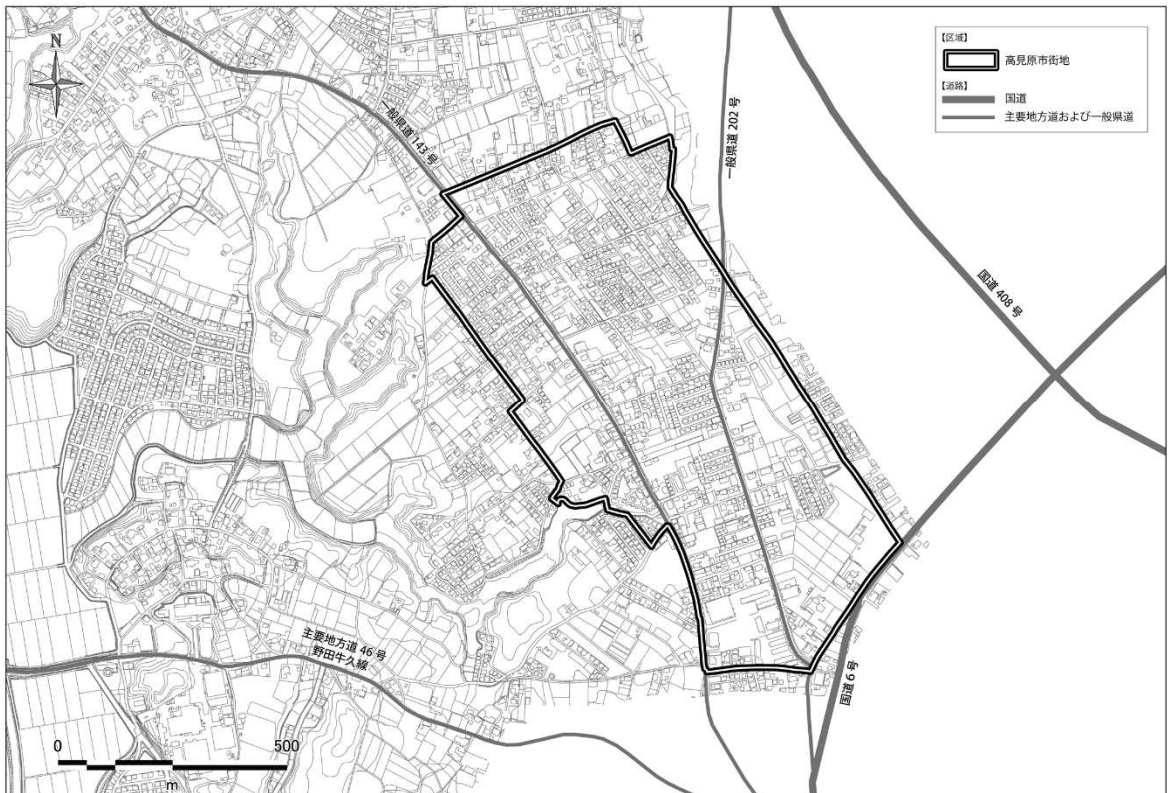 N
【区域】
高見原市街地
【道路】
国道
主要地方道および一般県道
一般県道 143 号
一般県道 202 号
国道 408 号
主要地方道 46 号
野田牛久線
国道 6 号
0
500
m